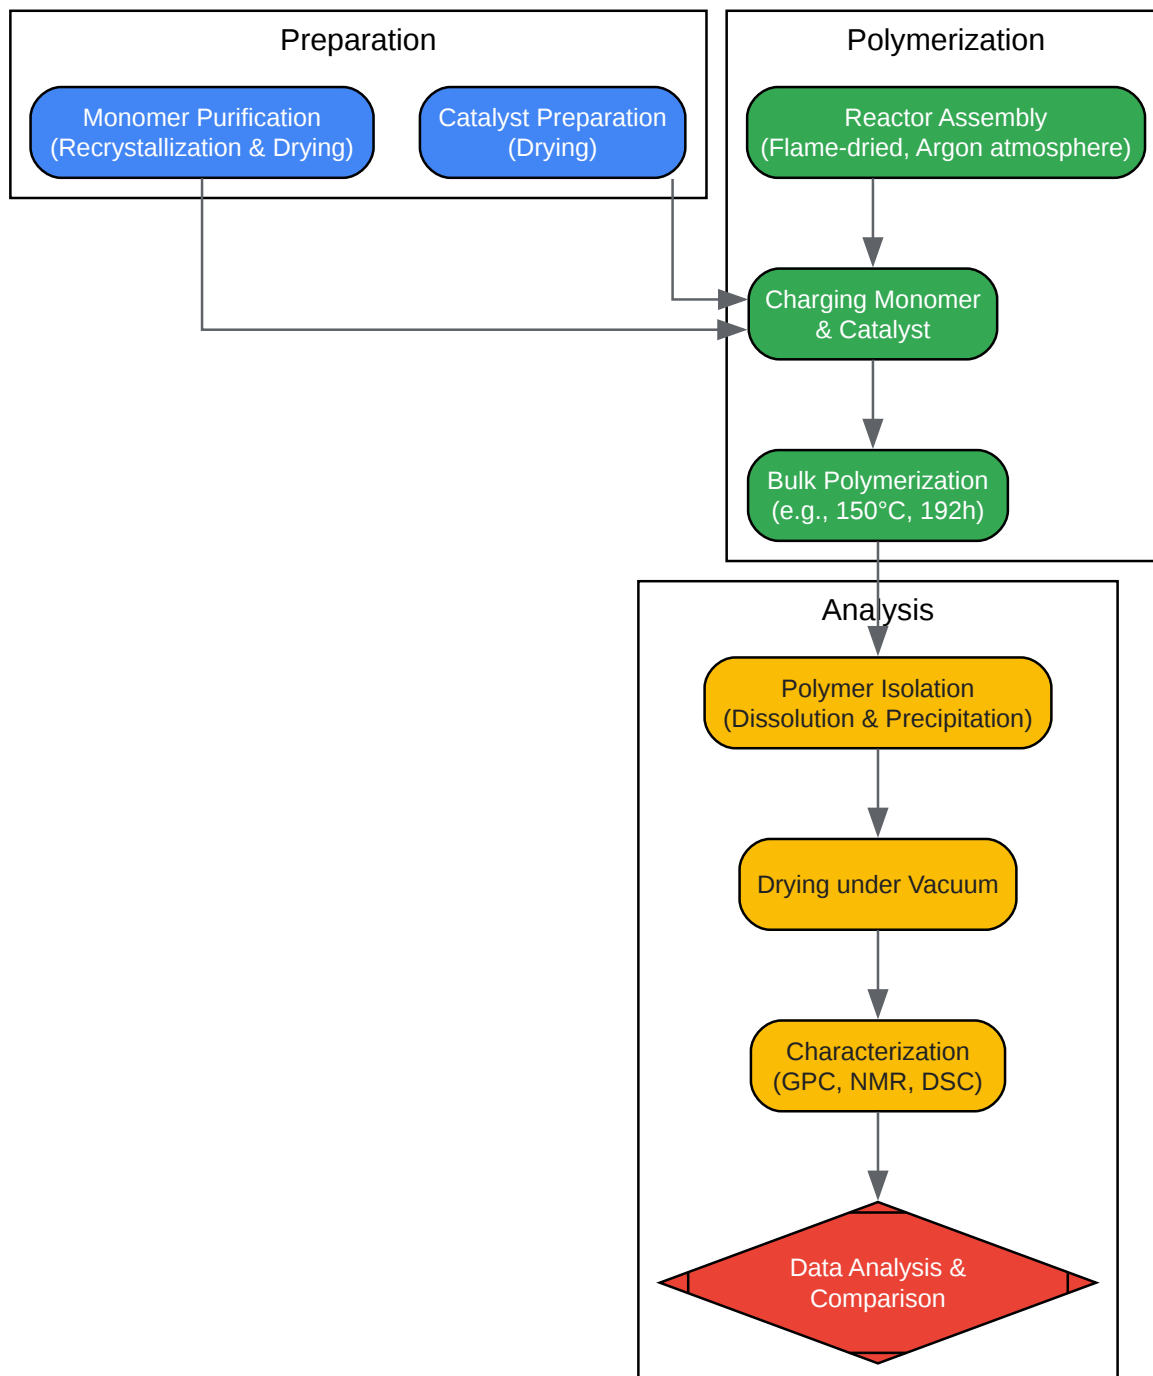 Preparation
Monomer Purification
(Recrystallization & Drying)
Catalyst Preparation
(Drying)
Polymerization
Reactor Assembly
(Flame-dried, Argon atmosphere)
Charging Monomer
& Catalyst
Bulk Polymerization
(e.g., 150°C, 192h)
Analysis
Polymer Isolation
(Dissolution & Precipitation)
Drying under Vacuum
Characterization
(GPC, NMR, DSC)
Data Analysis &
Comparison